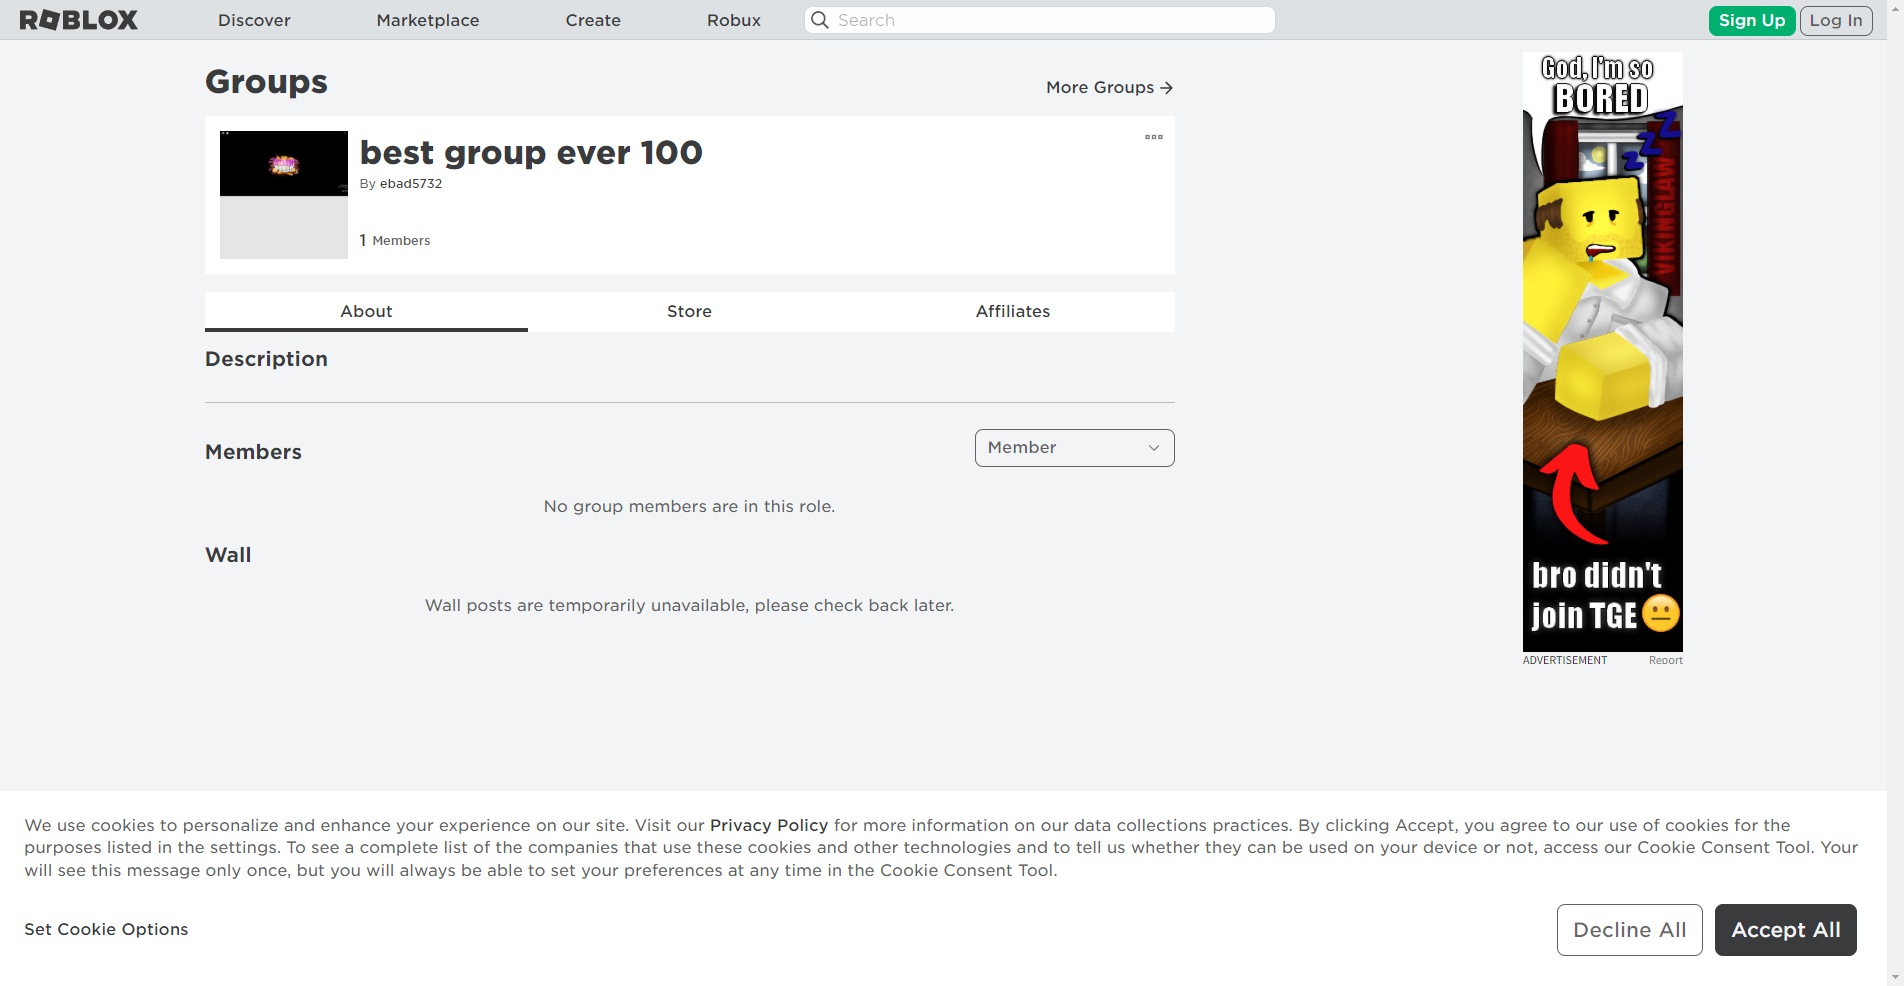 ROBLOX
Discover
Marketplace
Create
Robux
Search
Sign Up
Log In
Groups
More Groups →
best group ever 100
By ebad5732
1 Members
About
Store
Affiliates
Description
Members
Member
No group members are in this role.
Wall
Wall posts are temporarily unavailable, please check back later.
God, I'm so
BORED
ZZZ
VIKINGLAW
bro didn't
join TGE
ADVERTISEMENT
Report
We use cookies to personalize and enhance your experience on our site. Visit our Privacy Policy for more information on our data collections practices. By clicking Accept, you agree to our use of cookies for the
purposes listed in the settings. To see a complete list of the companies that use these cookies and other technologies and to tell us whether they can be used on your device or not, access our Cookie Consent Tool. Your
will see this message only once, but you will always be able to set your preferences at any time in the Cookie Consent Tool.
Set Cookie Options
Decline All
Accept All